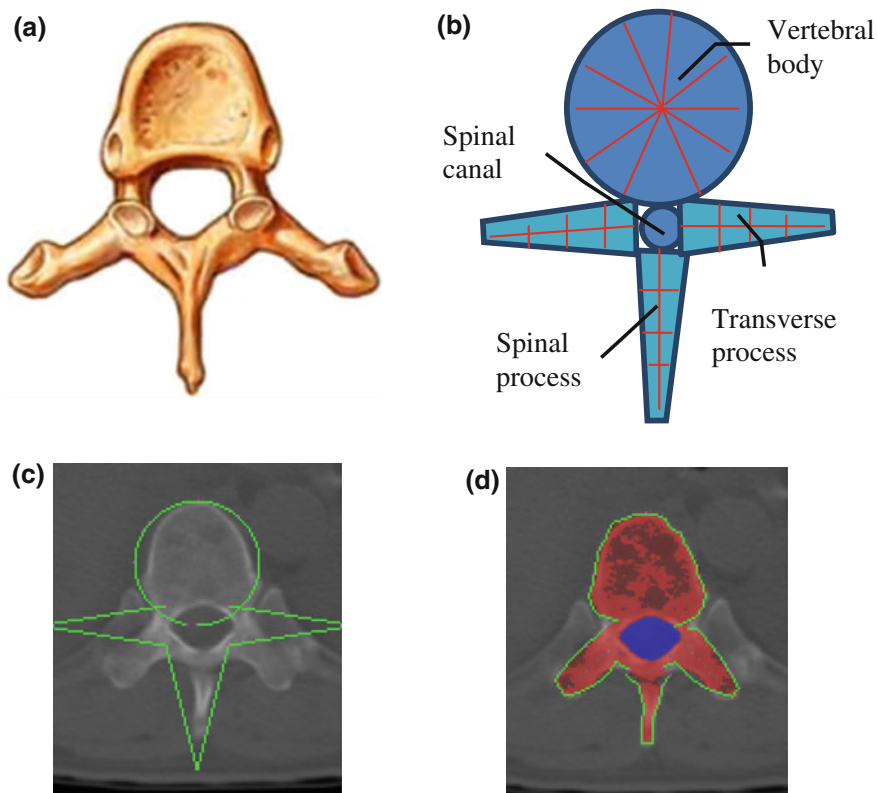 (a)
(b)
Vertebral
body
Spinal
canal
Spinal
process
Transverse
process
(c)
(d)